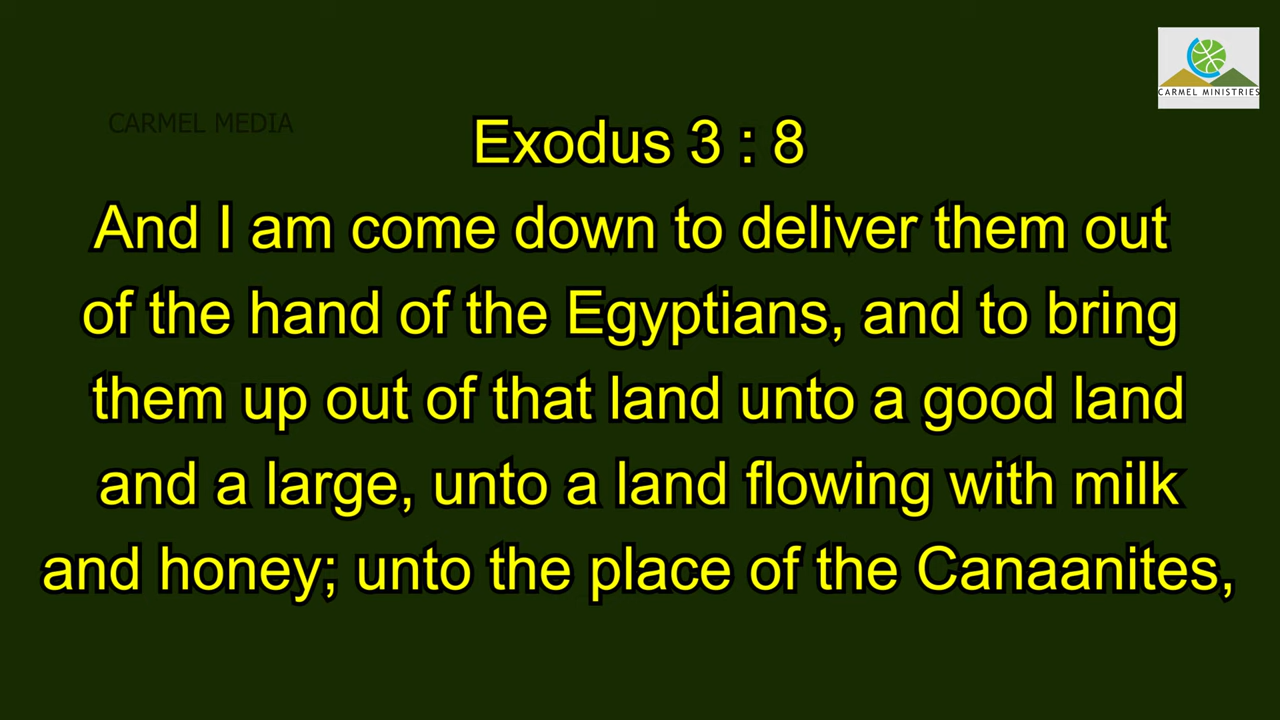 CARMEL MINISTRIES
CARMEL MEDIA
Exodus 3 : 8
And I am come down to deliver them out
of the hand of the Egyptians, and to bring
them up out of that land unto a good land
and a large, unto a land flowing with milk
and honey; unto the place of the Canaanites,